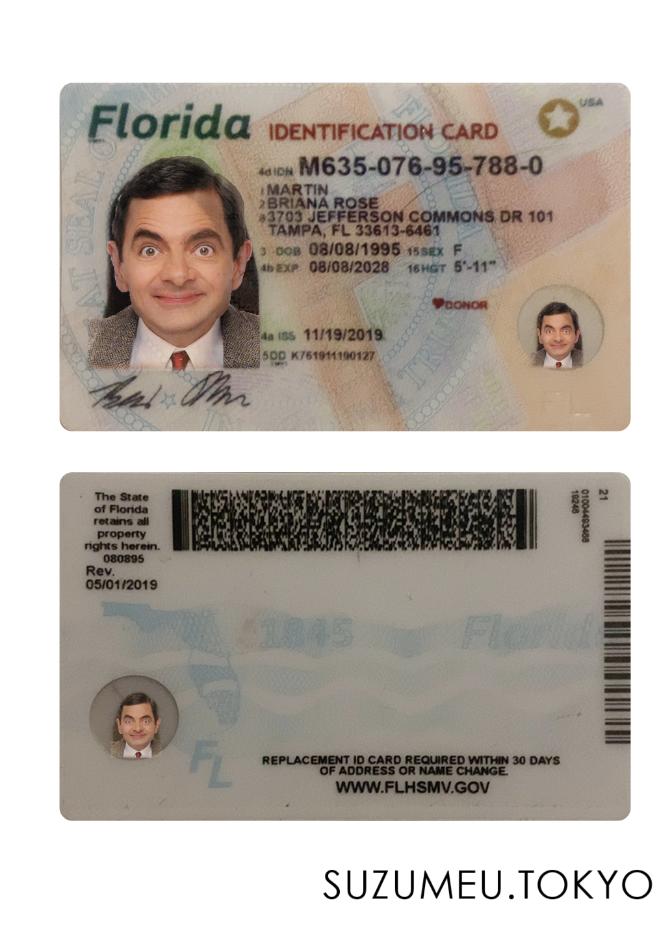 Florida IDENTIFICATION CARD USA
4d IDN M635-076-95-788-0
1 MARTIN
2 BRIANA ROSE
8 3703 JEFFERSON COMMONS DR 101
TAMPA, FL 33613-6461
3 DOB 08/08/1995 15 SEX F
4b EXP 08/08/2028 16 HGT 5'-11"
DONOR
4a ISS 11/19/2019
5 DD K761911190127
FL
The State
of Florida
retains all
property
rights herein.
080895
Rev.
05/01/2019
21
1845
Florida
FL
REPLACEMENT ID CARD REQUIRED WITHIN 30 DAYS
OF ADDRESS OR NAME CHANGE.
WWW.FLHSMV.GOV
SUZUMEU.TOKYO